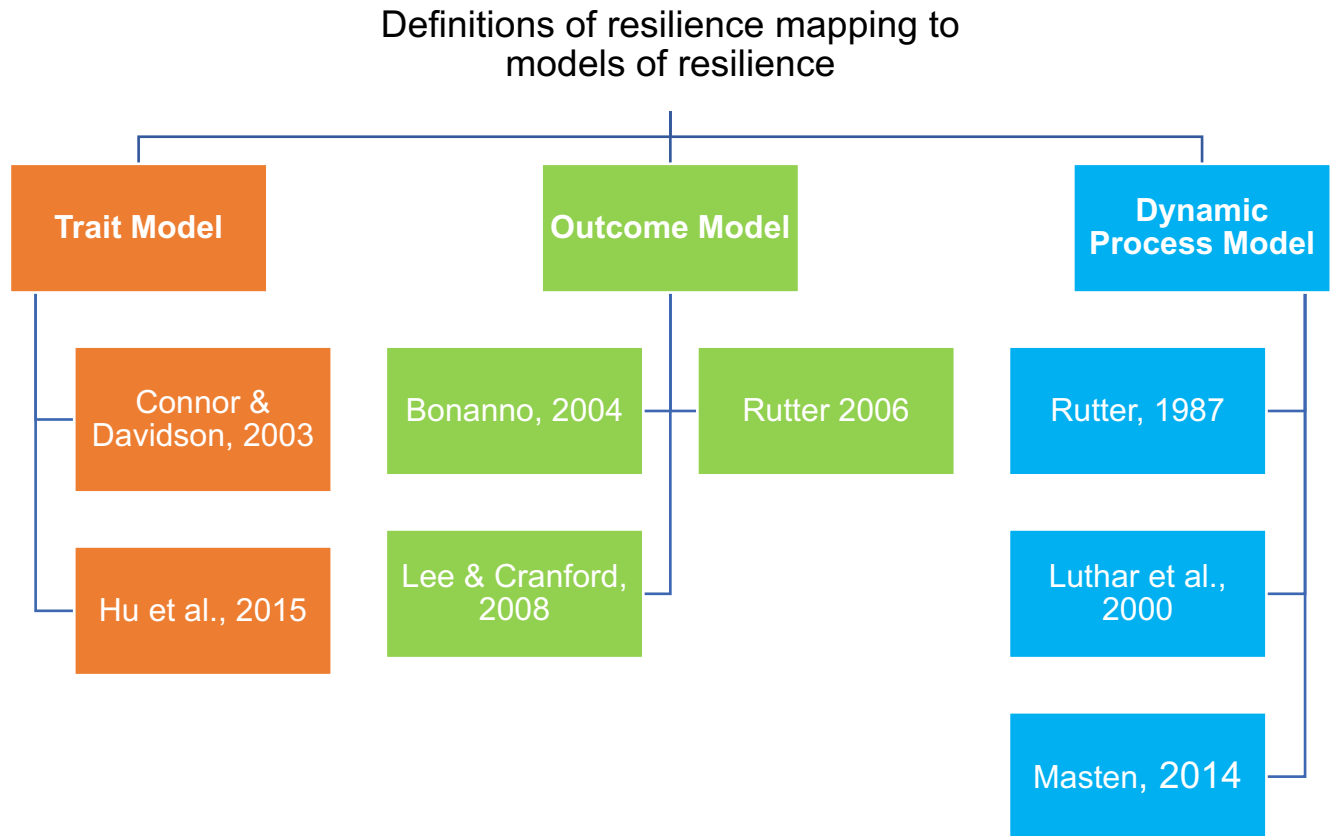 Definitions of resilience mapping to
models of resilience
Trait Model
Outcome Model
Dynamic
Process Model
Connor &
Davidson, 2003
Hu et al., 2015
Bonanno, 2004
Rutter 2006
Lee & Cranford,
2008
Rutter, 1987
Luthar et al.,
2000
Masten, 2014